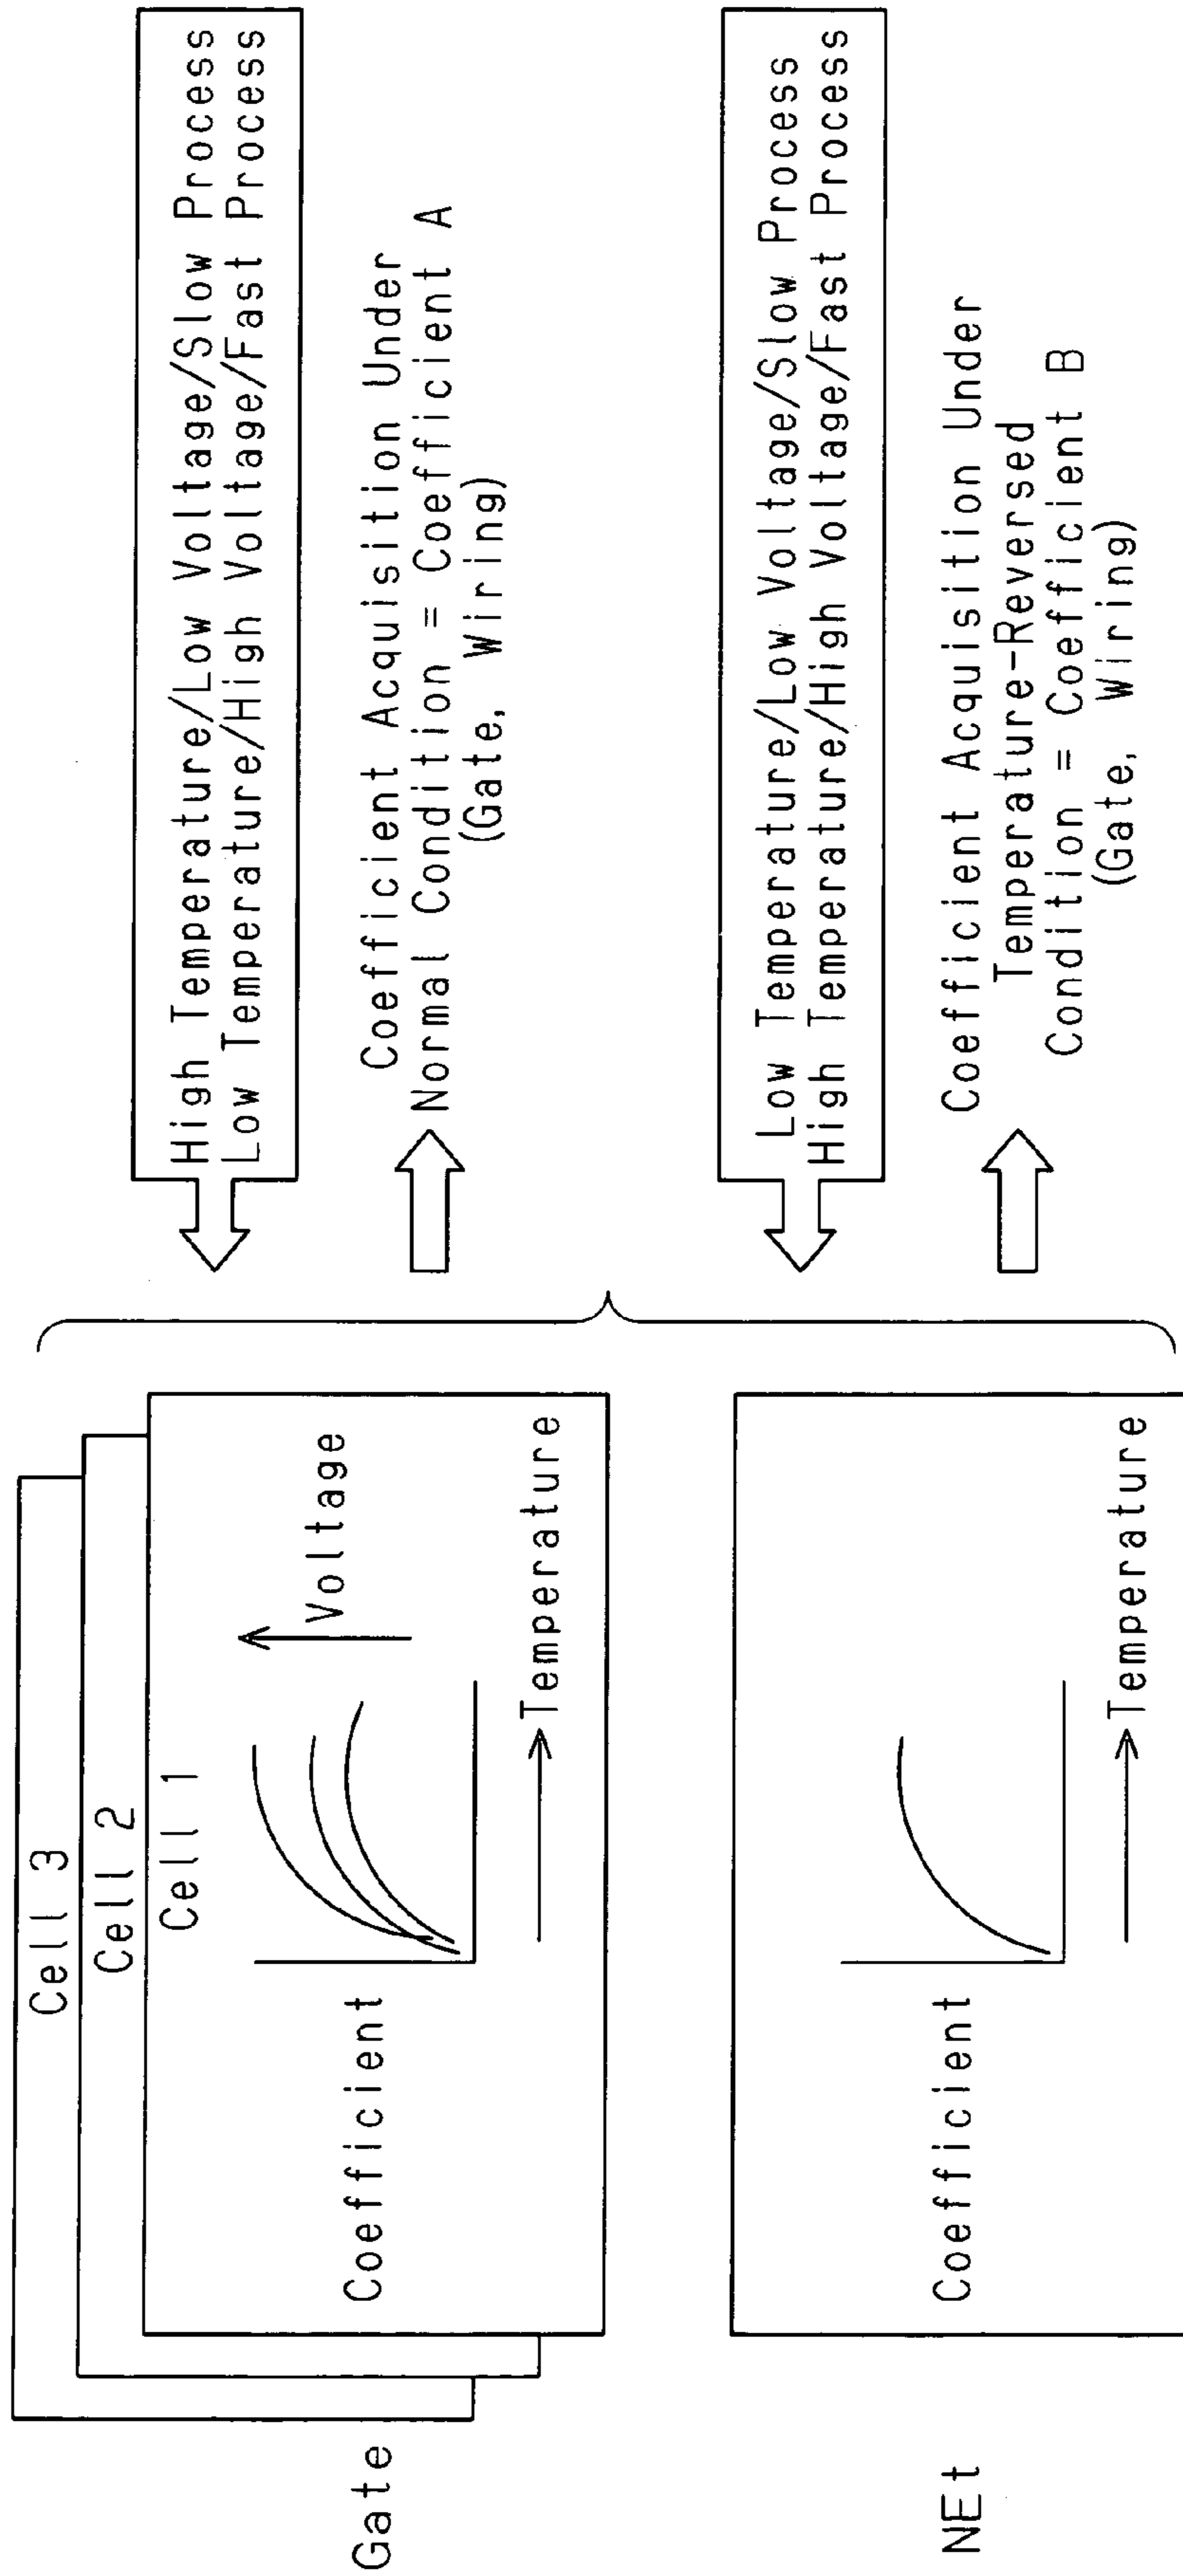 Gate
Cell 3
Cell 2
Cell 1
Coefficient
Voltage
Temperature
NEt
Coefficient
Temperature
High Temperature/Low Voltage/Slow Process
Low Temperature/High Voltage/Fast Process
Coefficient Acquisition Under
Normal Condition = Coefficient A
(Gate, Wiring)
Low Temperature/Low Voltage/Slow Process
High Temperature/High Voltage/Fast Process
Coefficient Acquisition Under
Temperature-Reversed
Condition = Coefficient B
(Gate, Wiring)